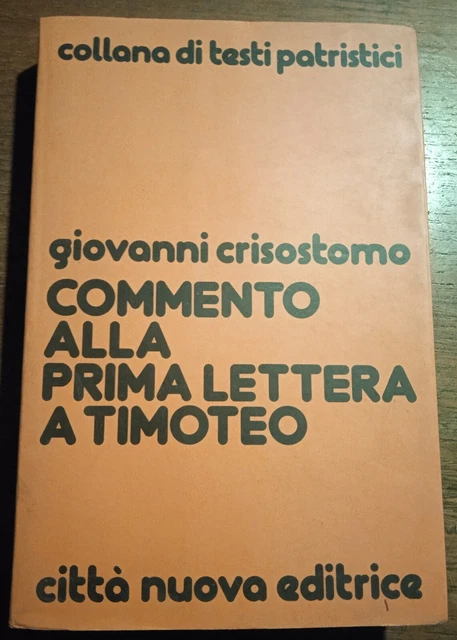 collana di testi patristici
giovanni crisostomo
COMMENTO
ALLA
PRIMA LETTERA
A TIMOTEO
città nuova editrice